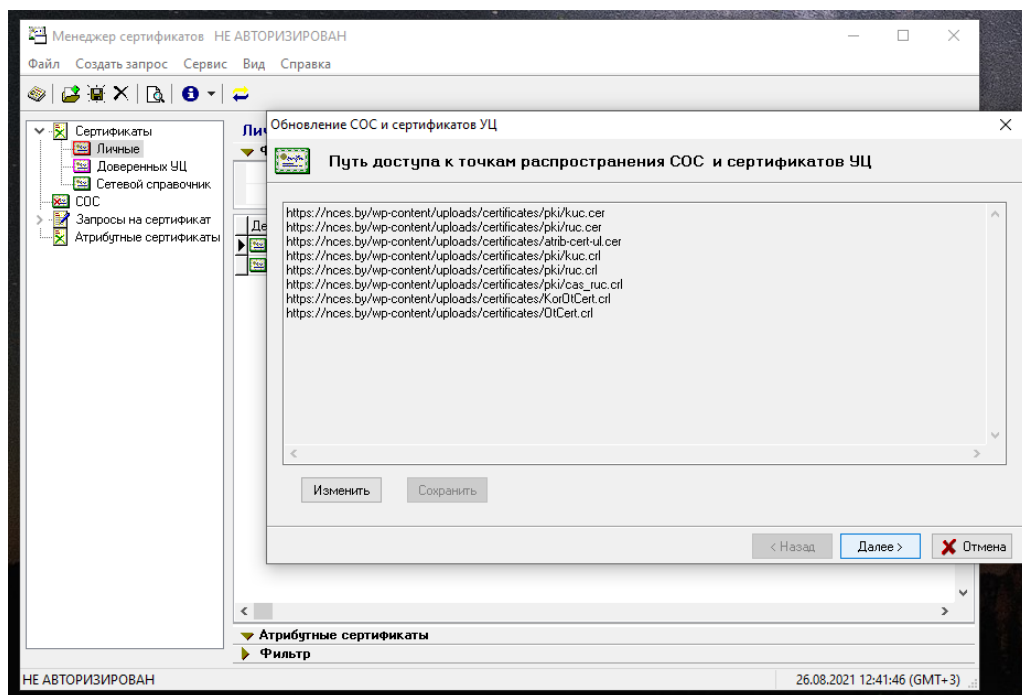 Менеджер сертификатов НЕ АВТОРИЗИРОВАН
Файл Создать запрос Сервис Вид Справка
Сертификаты
Личные
Доверенных УЦ
Сетевой справочник
СОС
Запросы на сертификат
Атрибутные сертификаты
Обновление СОС и сертификатов УЦ
Путь доступа к точкам распространения СОС и сертификатов УЦ
https://nces.by/wp-content/uploads/certificates/pki/kuc.cer
https://nces.by/wp-content/uploads/certificates/pki/ruc.cer
https://nces.by/wp-content/uploads/certificates/atrib-cert-ul.cer
https://nces.by/wp-content/uploads/certificates/pki/kuc.crl
https://nces.by/wp-content/uploads/certificates/pki/ruc.crl
https://nces.by/wp-content/uploads/certificates/pki/cas_ruc.crl
https://nces.by/wp-content/uploads/certificates/KorOtCert.crl
https://nces.by/wp-content/uploads/certificates/OtCert.crl
Изменить Сохранить
< Назад Далее > Отмена
Атрибутные сертификаты
Фильтр
НЕ АВТОРИЗИРОВАН 26.08.2021 12:41:46 (GMT+3)